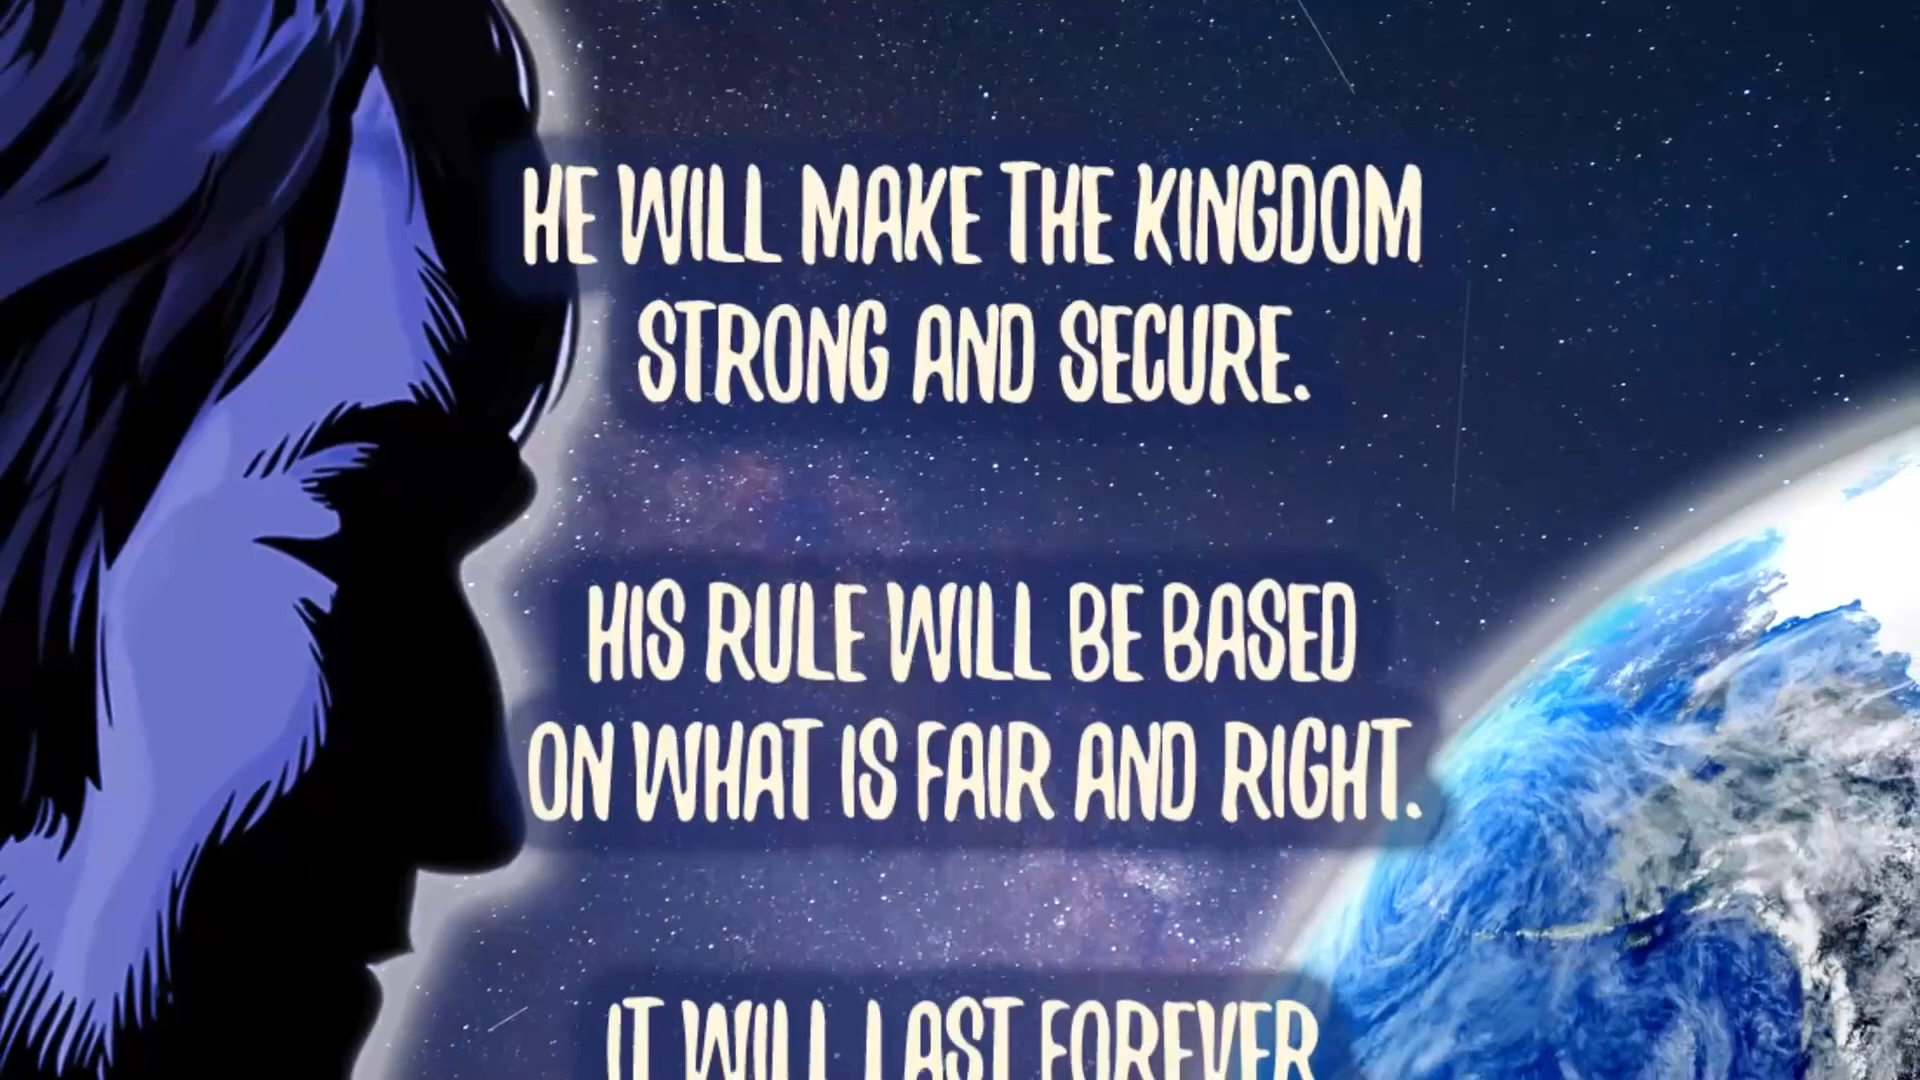 HE WILL MAKE THE KINGDOM
STRONG AND SECURE.
HIS RULE WILL BE BASED
ON WHAT IS FAIR AND RIGHT.
IT WILL LAST FOREVER